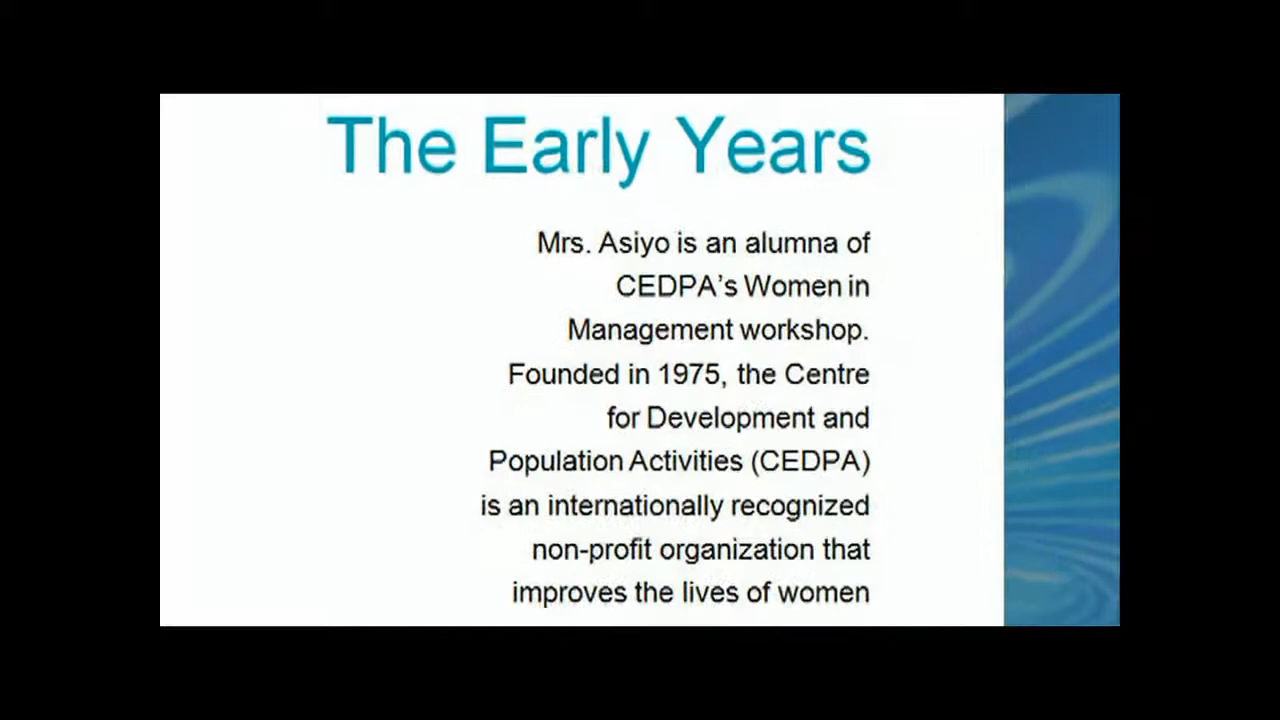 The Early Years
Mrs. Asiyo is an alumna of
CEDPA's Women in
Management workshop.
Founded in 1975, the Centre
for Development and
Population Activities (CEDPA)
is an internationally recognized
non-profit organization that
improves the lives of women